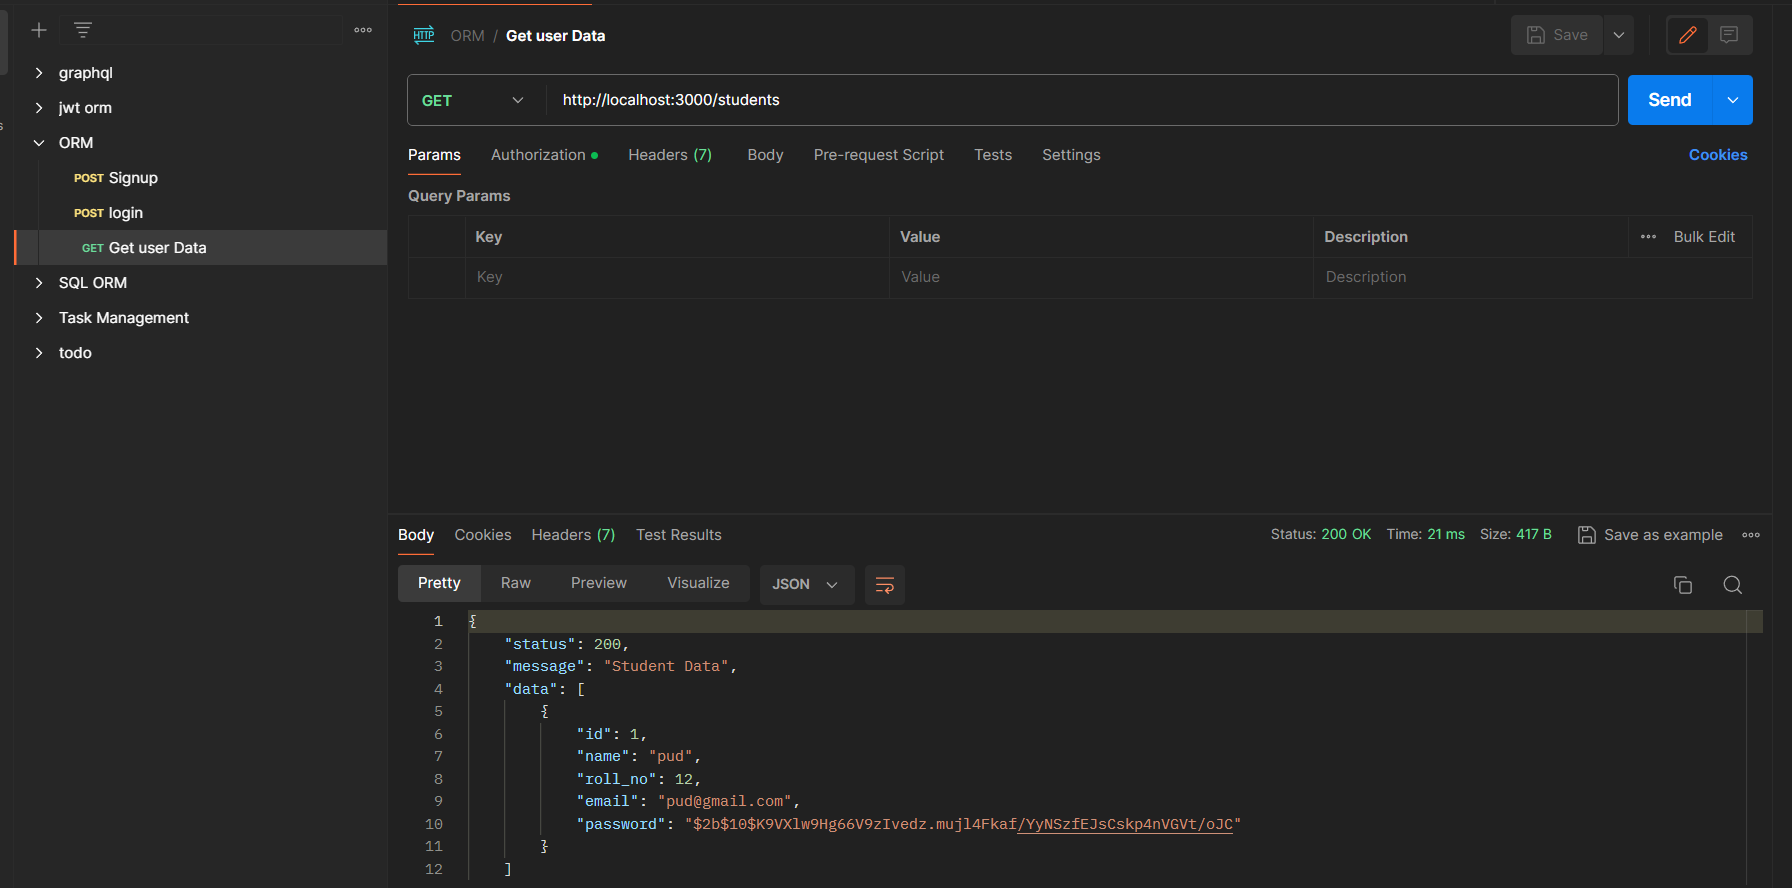 HTTP ORM / Get user Data
Save
graphql
jwt orm
ORM
POST Signup
POST login
GET Get user Data
SQL ORM
Task Management
todo
GET http://localhost:3000/students
Send
Params Authorization Headers (7) Body Pre-request Script Tests Settings Cookies
Query Params
Key Value Description Bulk Edit
Key Value Description
Body Cookies Headers (7) Test Results Status: 200 OK Time: 21 ms Size: 417 B Save as example
Pretty Raw Preview Visualize JSON
1 {
2 "status": 200,
3 "message": "Student Data",
4 "data": [
5 {
6 "id": 1,
7 "name": "pud",
8 "roll_no": 12,
9 "email": "pud@gmail.com",
10 "password": "$2b$10$K9VXlw9Hg66V9zIvedz.mujl4Fkaf/YyNSzfEJsCskp4nVGVt/oJC"
11 }
12 ]